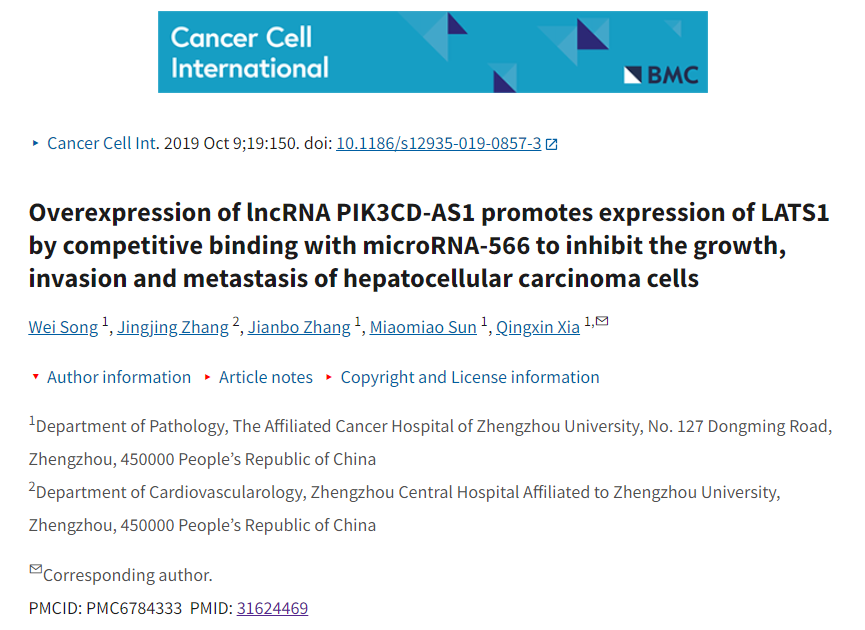 Cancer Cell
International
BMC
Cancer Cell Int. 2019 Oct 9;19:150. doi: 10.1186/s12935-019-0857-3
Overexpression of lncRNA PIK3CD-AS1 promotes expression of LATS1
by competitive binding with microRNA-566 to inhibit the growth,
invasion and metastasis of hepatocellular carcinoma cells
Wei Song 1, Jingjing Zhang 2, Jianbo Zhang 1, Miaomiao Sun 1, Qingxin Xia 1,✉
Author information Article notes Copyright and License information
1Department of Pathology, The Affiliated Cancer Hospital of Zhengzhou University, No. 127 Dongming Road,
Zhengzhou, 450000 People’s Republic of China
2Department of Cardiovascularology, Zhengzhou Central Hospital Affiliated to Zhengzhou University,
Zhengzhou, 450000 People’s Republic of China
✉Corresponding author.
PMCID: PMC6784333 PMID: 31624469